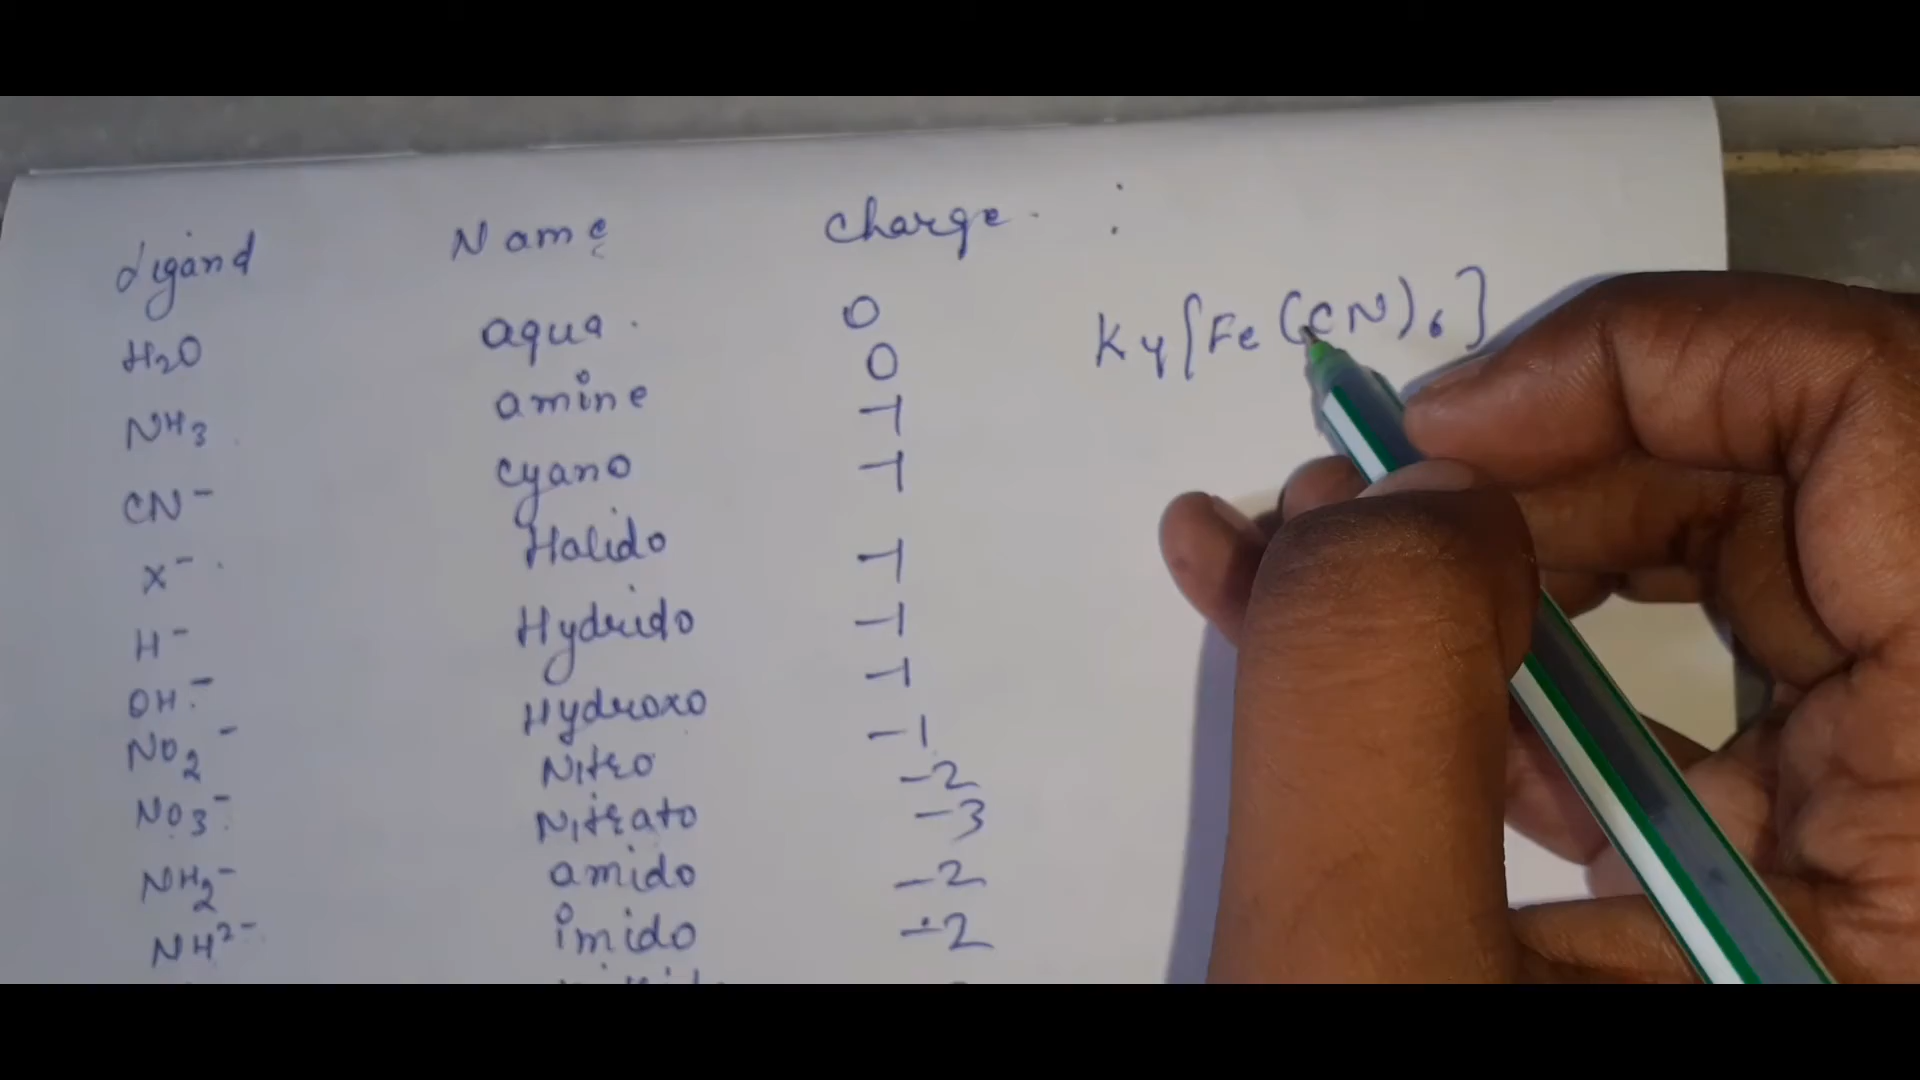 Ligand Name Charge :
H2O aqua. 0 K4[Fe(CN)6]
NH3 amine 0
CN- cyano -1
X- Halido -1
H- Hydrido -1
OH- Hydroxo -1
NO2- Nitro -1
NO3- Nitrato -1
NH2- amido -2
NH2- imido -3
-2
-2